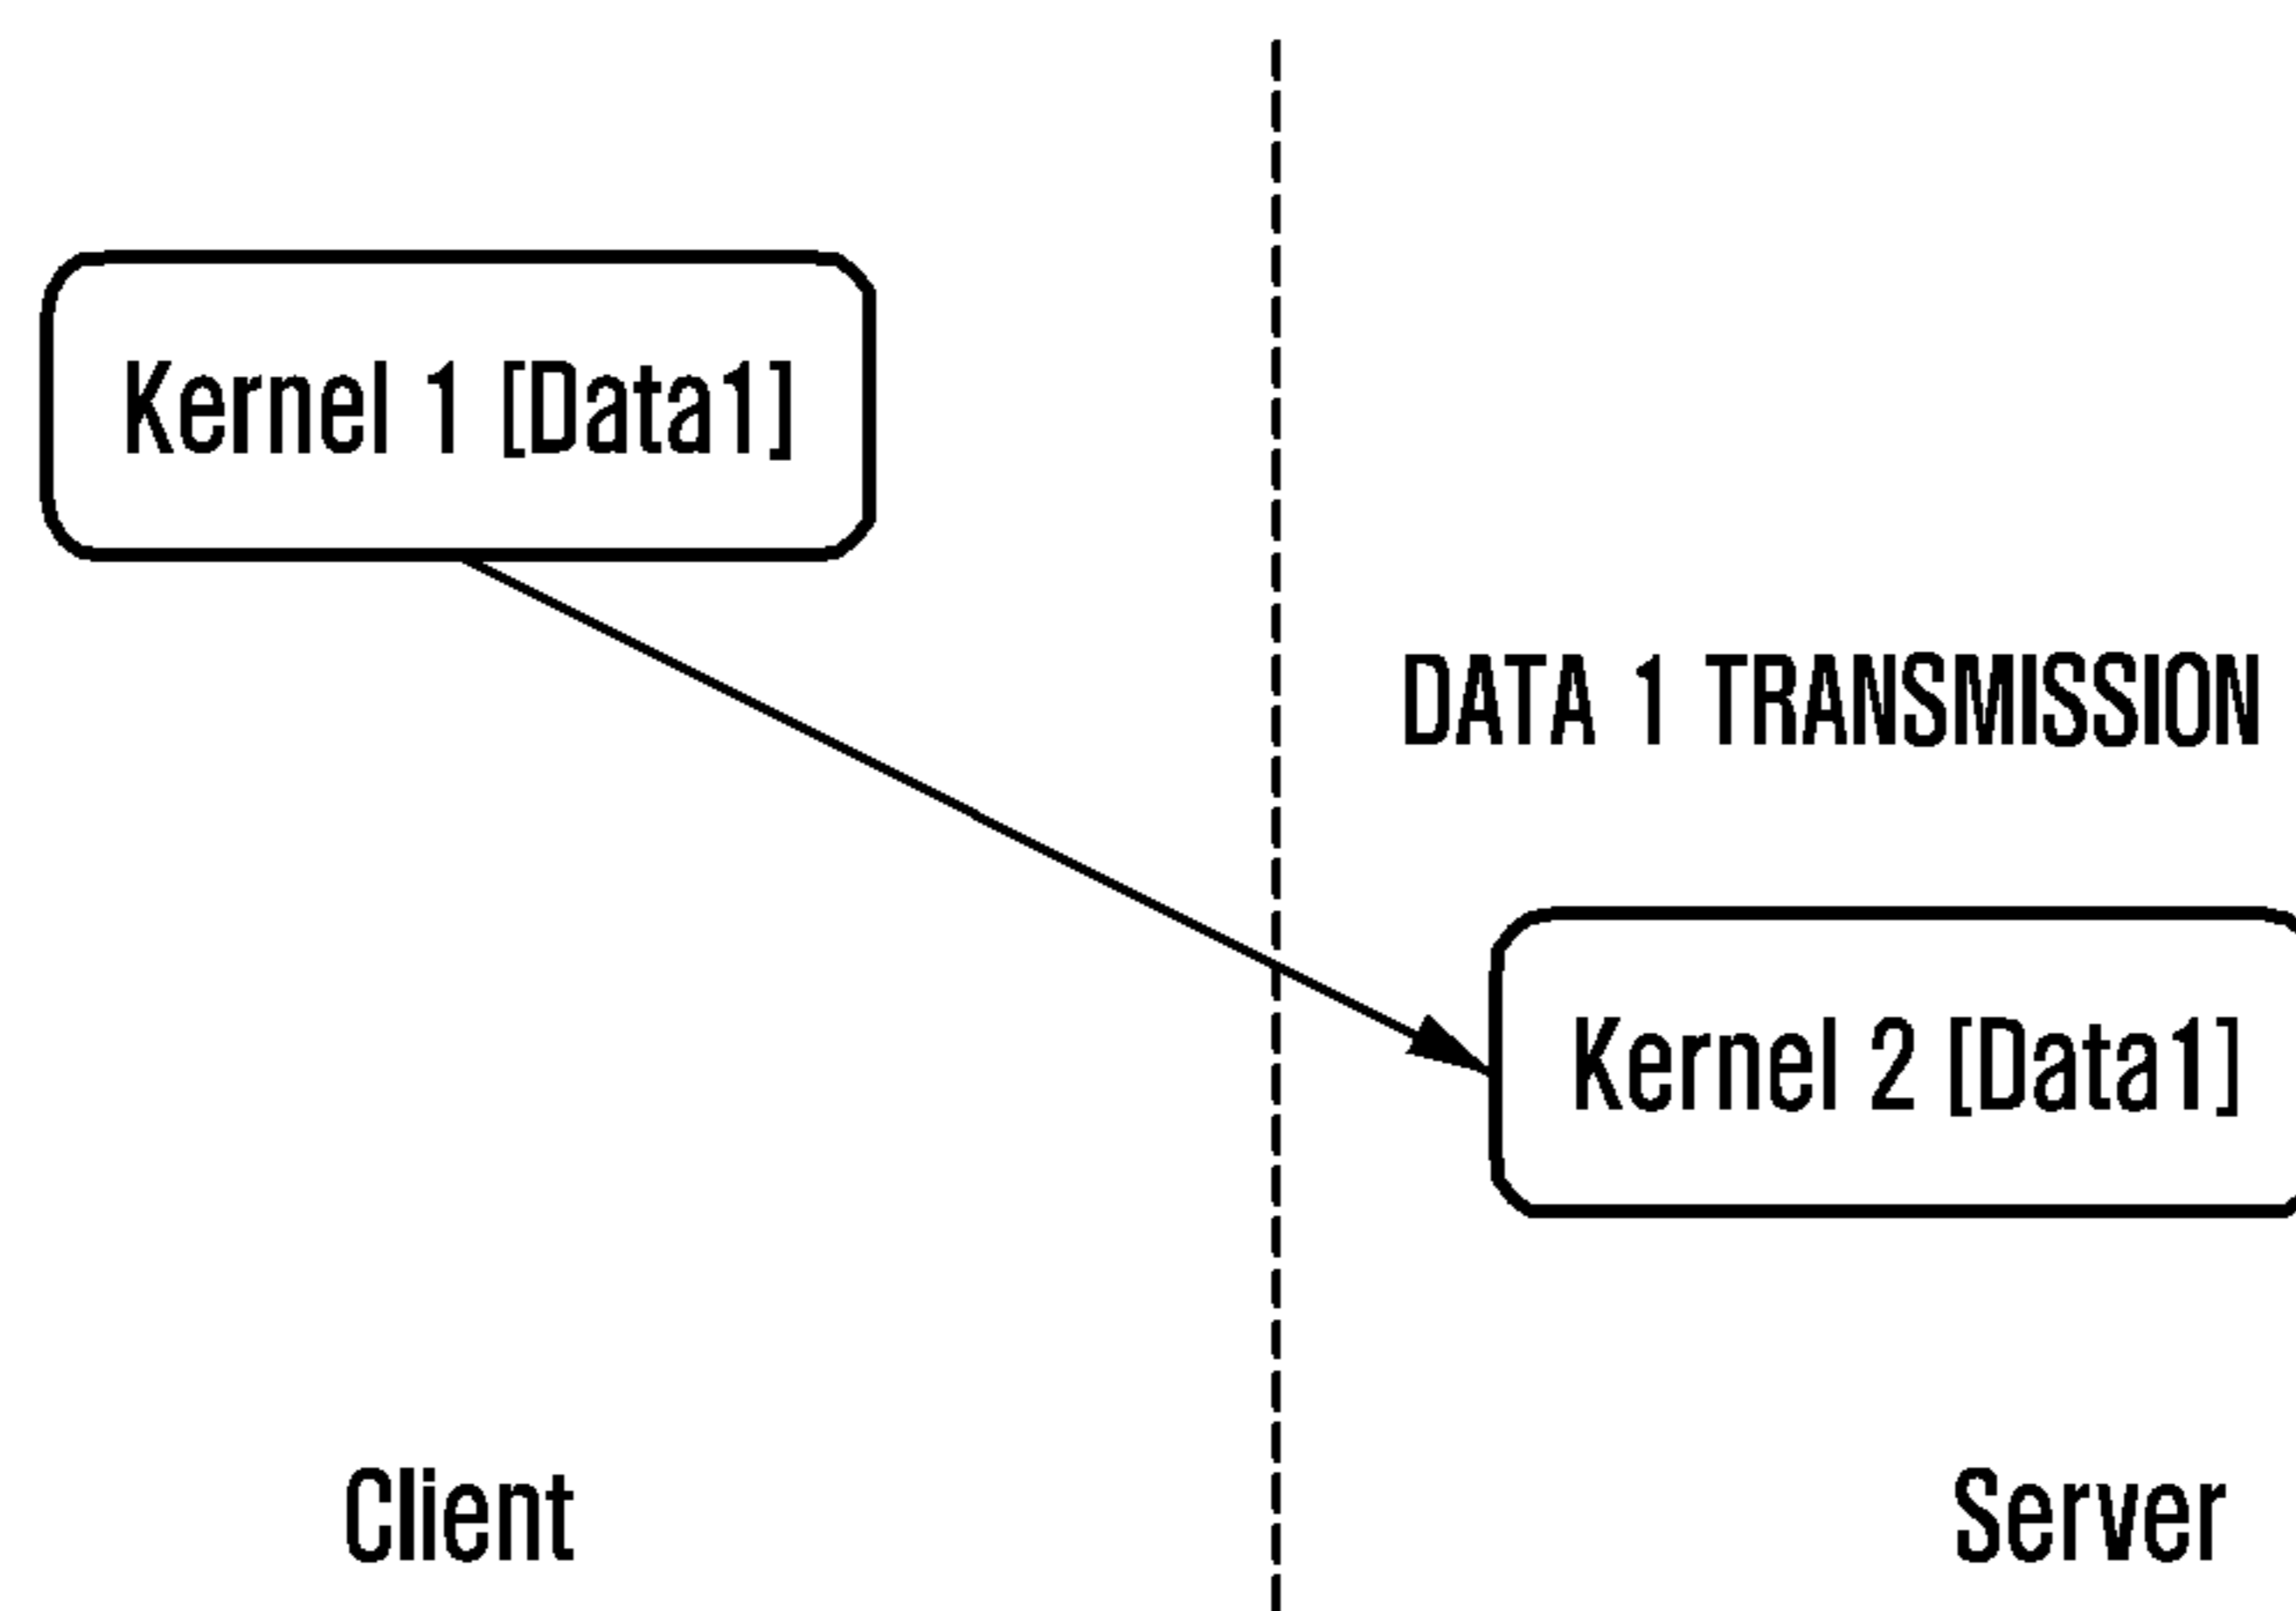 Kernel 1 [Data1]
DATA 1 TRANSMISSION
Kernel 2 [Data1]
Client
Server